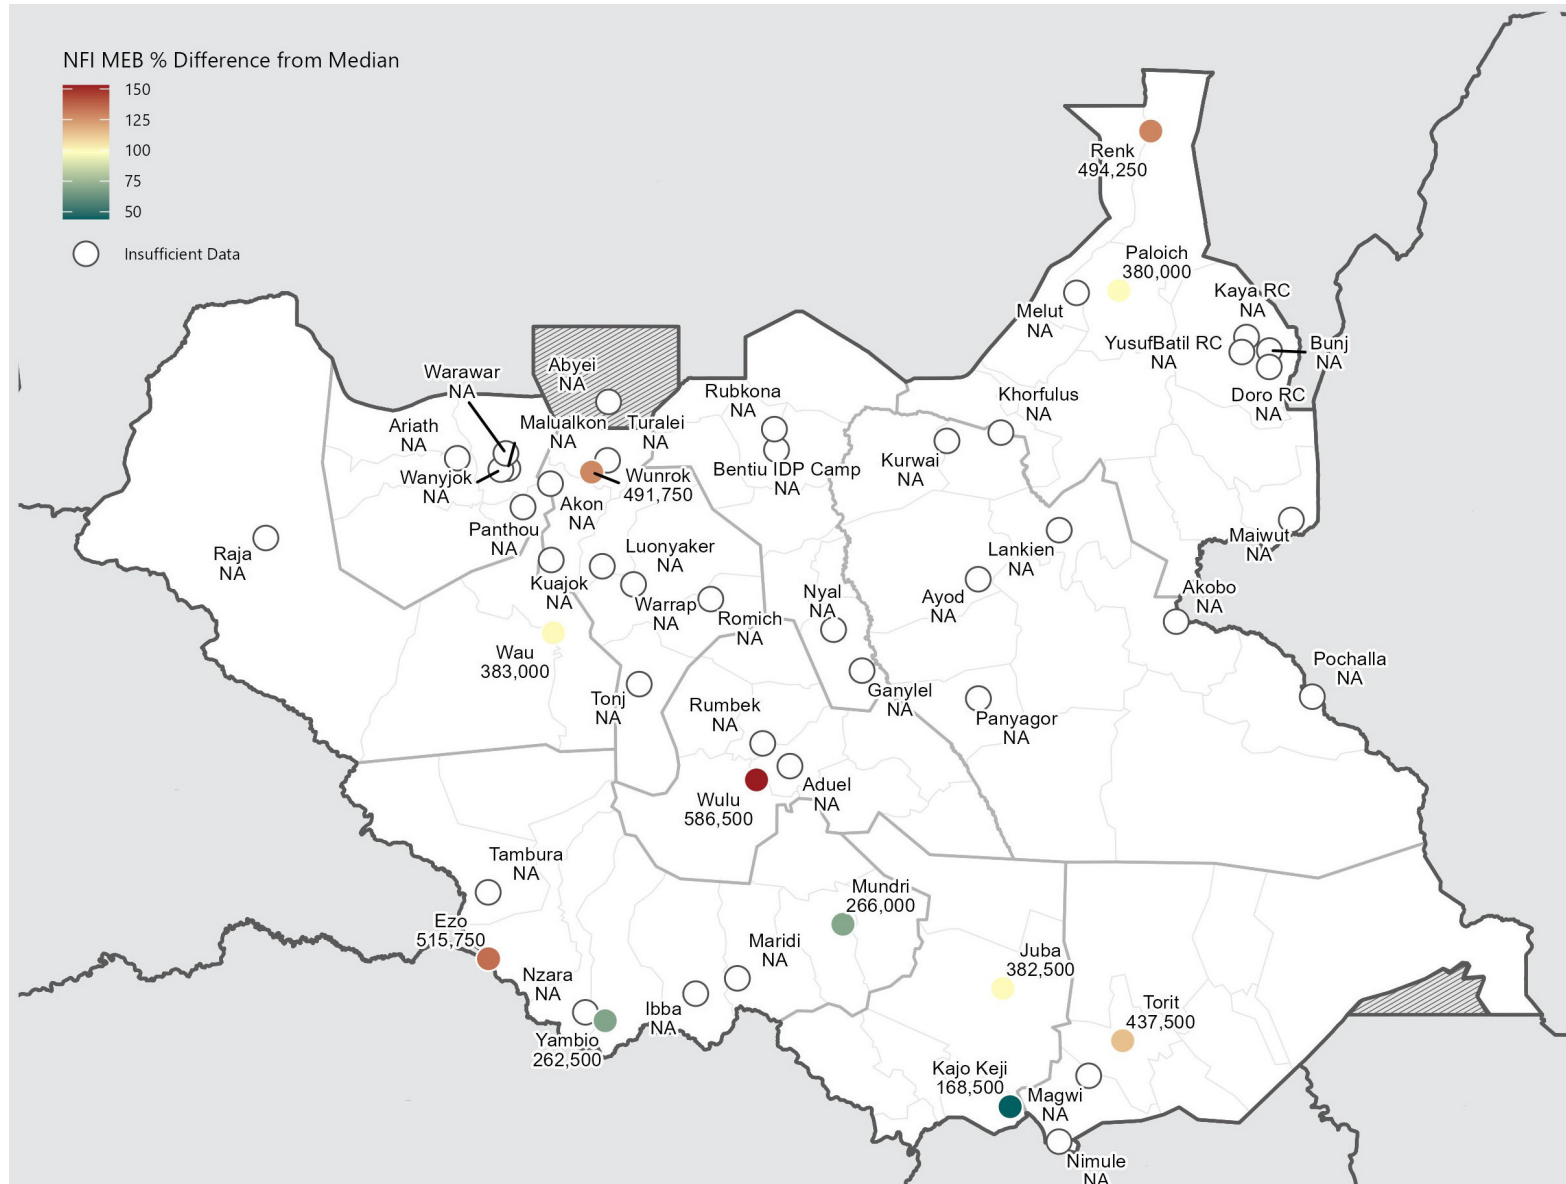 NFI MEB % Difference from Median
150
125
100
75
50
Insufficient Data
Renk
494,250
Paloich
380,000
Melut
NA
Kaya RC
NA
YusufBatil RC
NA
Bunj
NA
Doro RC
NA
Abyei
NA
Warawar
NA
Ariath
NA
Malualkon
NA
Turalei
NA
Wanyjok
NA
Wunrok
491,750
Akon
NA
Panthou
NA
Rubkona
NA
Bentiu IDP Camp
NA
Khorfulus
NA
Kurwai
NA
Raja
NA
Kuajok
NA
Luonyaker
NA
Warrap
NA
Romich
NA
Nyal
NA
Lankien
NA
Ayod
NA
Maiwut
NA
Akobo
NA
Pochalla
NA
Wau
383,000
Tonj
NA
Ganylel
NA
Panyagor
NA
Rumbek
NA
Aduel
NA
Wulu
586,500
Tambura
NA
Ezo
515,750
Mundri
266,000
Maridi
NA
Nzara
NA
Ibba
NA
Yambio
262,500
Juba
382,500
Torit
437,500
Kajo Keji
168,500
Magwi
NA
Nimule
NA